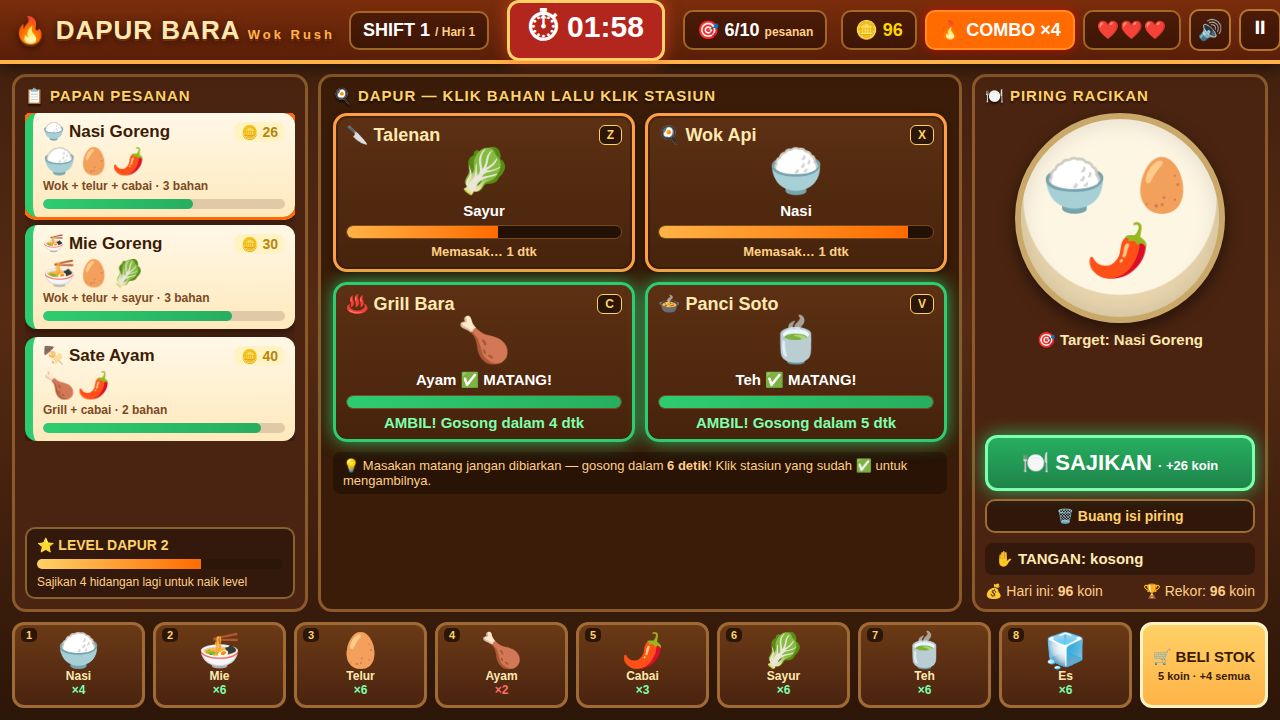 DAPUR BARA Wok Rush
SHIFT 1 / Hari 1
01:58
6/10 pesanan
96
COMBO ×4
PAPAN PESANAN
Nasi Goreng
26
Wok + telur + cabai · 3 bahan
Mie Goreng
30
Wok + telur + sayur · 3 bahan
Sate Ayam
40
Grill + cabai · 2 bahan
LEVEL DAPUR 2
Sajikan 4 hidangan lagi untuk naik level
DAPUR — KLIK BAHAN LALU KLIK STASIUN
Talenan
Z
Sayur
Memasak… 1 dtk
Wok Api
X
Nasi
Memasak… 1 dtk
Grill Bara
C
Ayam ✅ MATANG!
AMBIL! Gosong dalam 4 dtk
Panci Soto
V
Teh ✅ MATANG!
AMBIL! Gosong dalam 5 dtk
Masakan matang jangan dibiarkan — gosong dalam 6 detik! Klik stasiun yang sudah ✅ untuk
mengambilnya.
PIRING RACIKAN
Target: Nasi Goreng
SAJIKAN · +26 koin
Buang isi piring
TANGAN: kosong
Hari ini: 96 koin
Rekor: 96 koin
1
Nasi
×4
2
Mie
×6
3
Telur
×6
4
Ayam
×2
5
Cabai
×3
6
Sayur
×6
7
Teh
×6
8
Es
×6
BELI STOK
5 koin · +4 semua